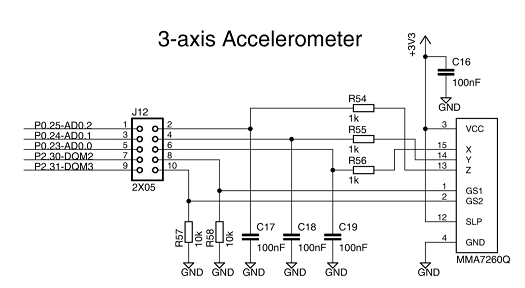 3-axis Accelerometer
+3V3
C16
100nF
GND
J12
R54
1k
P0.25-AD0.2 1 2
P0.24-AD0.1 3 4
P0.23-AD0.0 5 6
P2.30-DQM2 7 8
P2.31-DQM3 9 10
2X05
R55
1k
R56
1k
3 VCC
15 X
14 Y
13 Z
1 GS1
2 GS2
12 SLP
4 GND
MMA7260Q
R57 10k
R58 10k
C17 100nF
C18 100nF
C19 100nF
GND GND GND GND GND GND